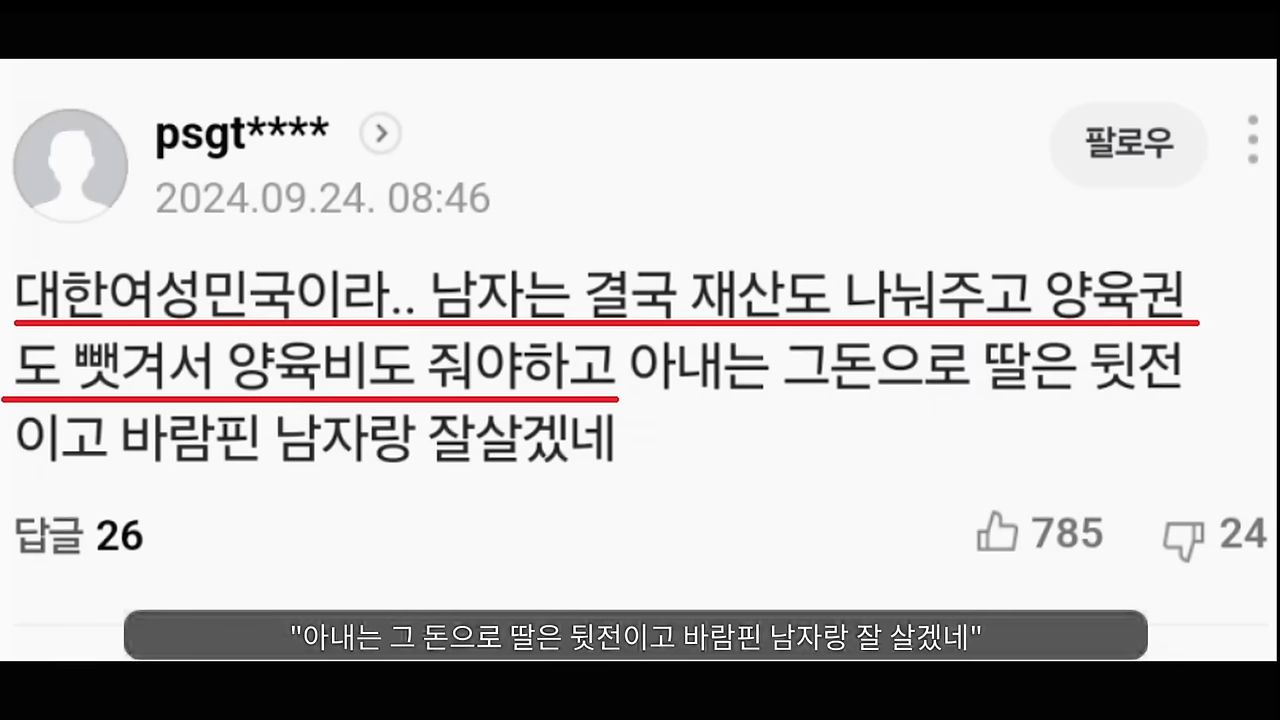 psgt****
2024.09.24. 08:46
팔로우
대한여성민국이라.. 남자는 결국 재산도 나눠주고 양육권
도 뺏겨서 양육비도 줘야하고 아내는 그돈으로 딸은 뒷전
이고 바람핀 남자랑 잘살겠네
답글 26
785
24
"아내는 그 돈으로 딸은 뒷전이고 바람핀 남자랑 잘 살겠네"